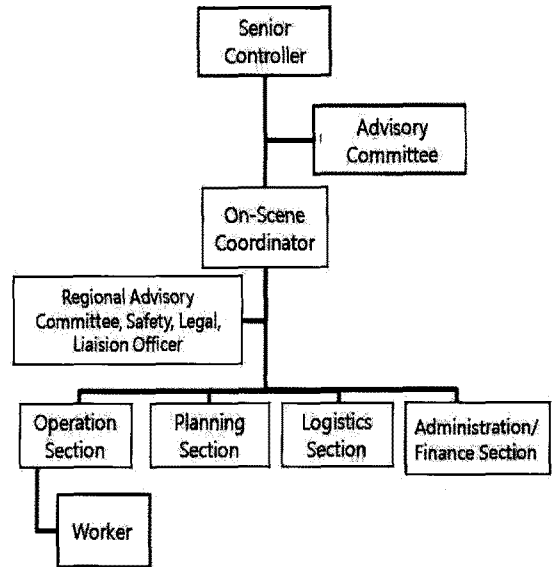 Senior
Controller
Advisory
Committee
On-Scene
Coordinator
Regional Advisory
Committee, Safety, Legal,
Liaision Officer
Operation
Section
Planning
Section
Logistics
Section
Administration/
Finance Section
Worker